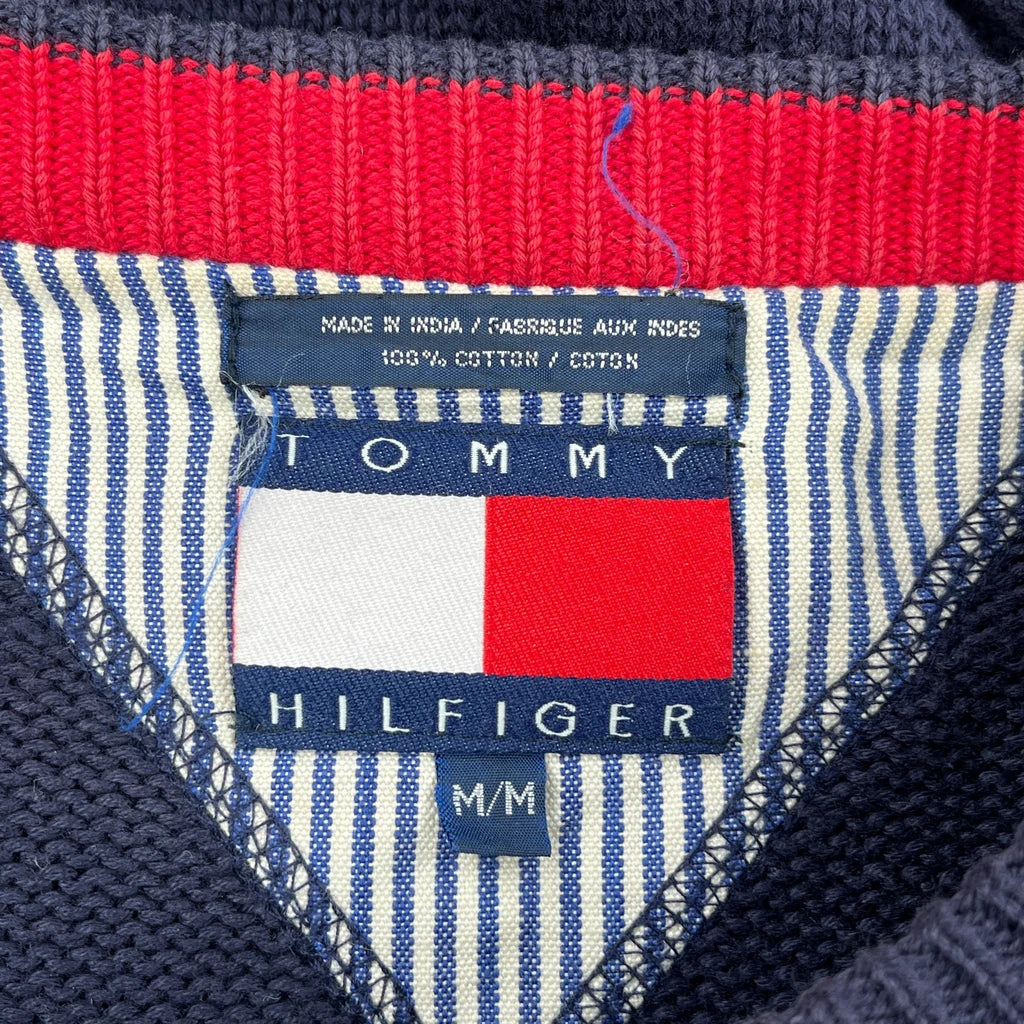 MADE IN INDIA / FABRIQUE AUX INDES
100% COTTON / COTON
TOMMY
HILFIGER
M/M